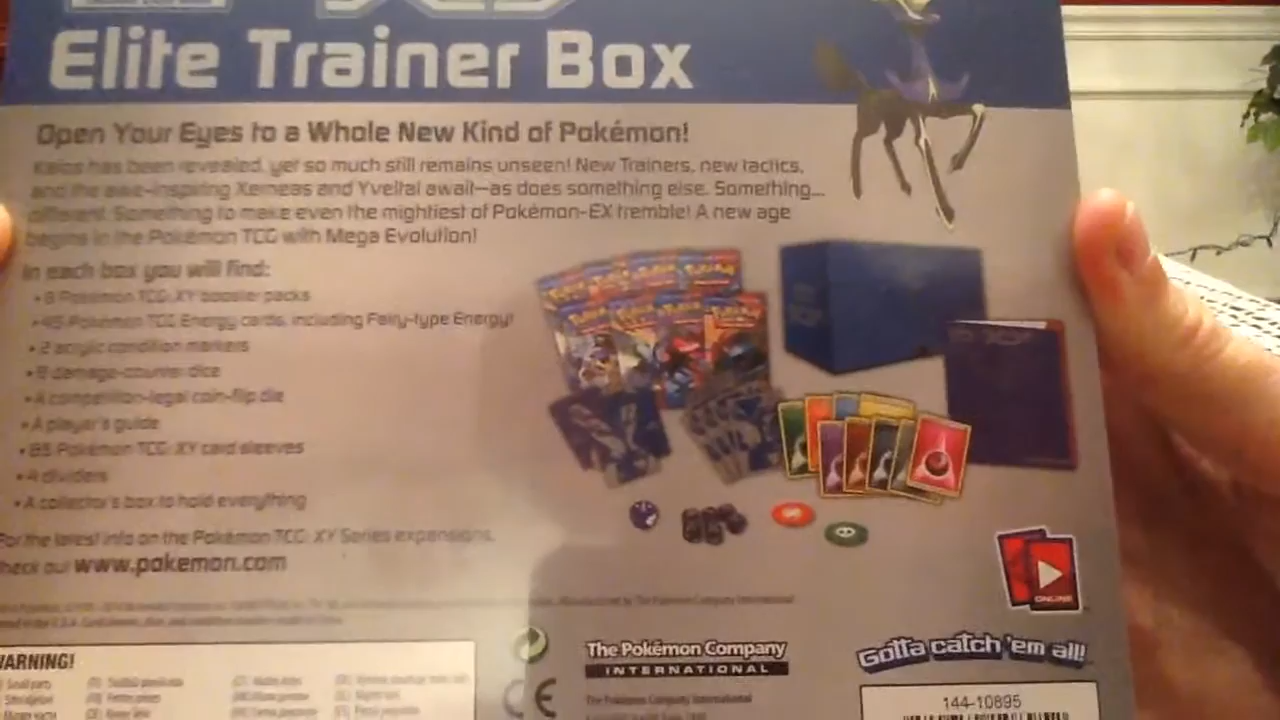 Elite Trainer Box
Open Your Eyes to a Whole New Kind of Pokémon!
Kalos has been revealed, yet so much still remains unseen! New Trainers, new tactics,
and the awe-inspiring Xerneas and Yveltal await—as does something else. Something...
different. Something to make even the mightiest of Pokémon-EX tremble! A new age
begins in the Pokémon TCG with Mega Evolution!
In each box you will find:
• 8 Pokémon TCG: XY booster packs
• 45 Pokémon TCG Energy cards, including Fairy-type Energy!
• 2 acrylic condition markers
• 6 damage-counter dice
• A competition-legal coin-flip die
• A player's guide
• 65 Pokémon TCG: XY card sleeves
• 4 dividers
• A collector's box to hold everything
For the latest info on the Pokémon TCG: XY Series expansions,
check out www.pokemon.com
ONLINE
The Pokémon Company
INTERNATIONAL
The Pokémon Company International
Gotta catch 'em all!
WARNING!
Small parts
144-10895